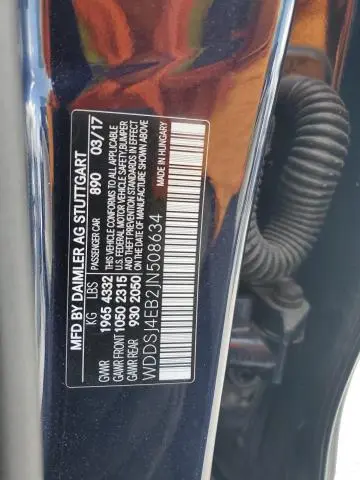 MFD BY DAIMLER AG STUTTGART
KG LBS PASSENGER CAR 890 03/17
GVWR 1965 4332 THIS VEHICLE CONFORMS TO ALL APPLICABLE
GAWR FRONT 1050 2315 U.S. FEDERAL MOTOR VEHICLE SAFETY, BUMPER
GAWR REAR 930 2050 AND THEFT PREVENTION STANDARDS IN EFFECT
ON THE DATE OF MANUFACTURE SHOWN ABOVE
WDDSJ4EB2JN508634 MADE IN HUNGARY